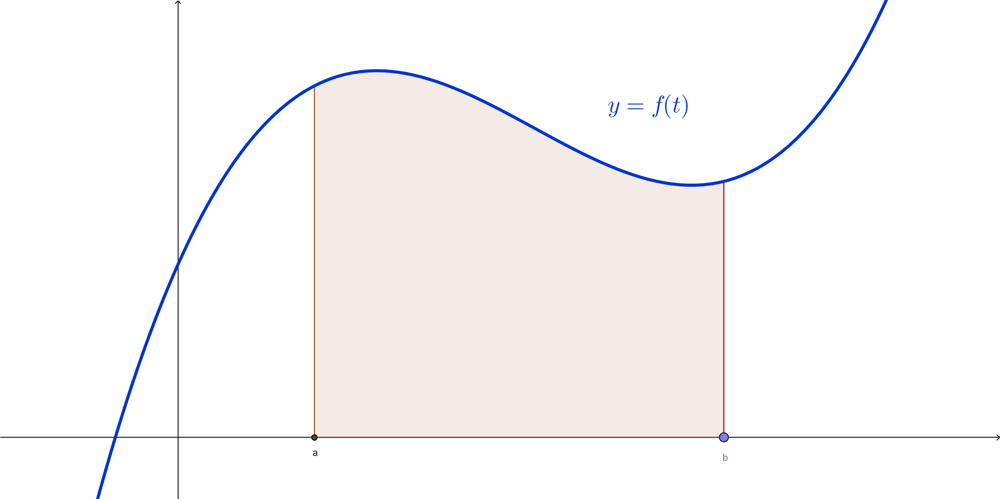 y = f(t)
a
b